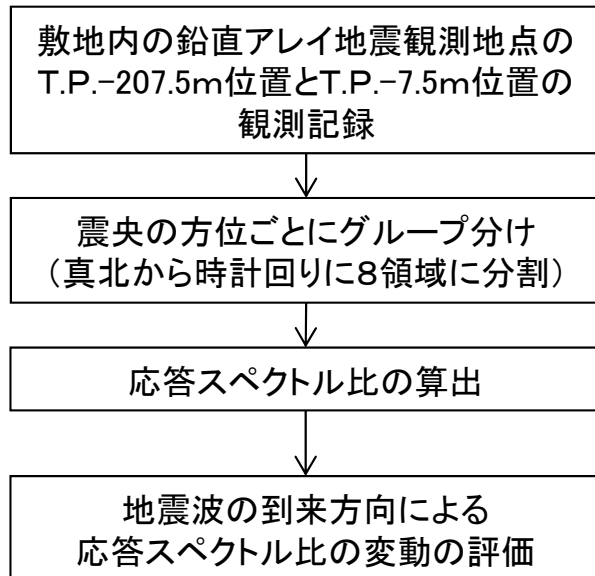 敷地内の鉛直アレイ地震観測地点の
T.P.-207.5m位置とT.P.-7.5m位置の
観測記録
震央の方位ごとにグループ分け
（真北から時計回りに8領域に分割）
応答スペクトル比の算出
地震波の到来方向による
応答スペクトル比の変動の評価